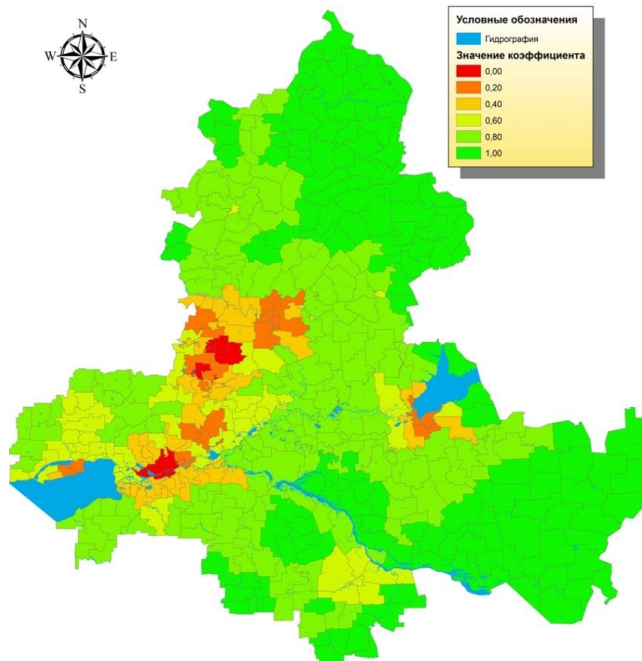 N
W E
S
Условные обозначения
Гидрография
Значение коэффициента
0,00
0,20
0,40
0,60
0,80
1,00